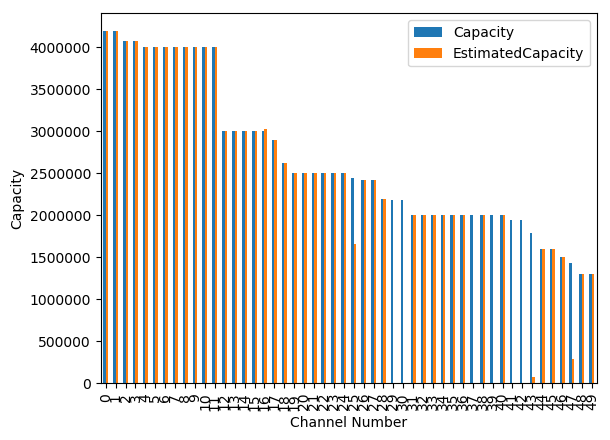 Capacity
EstimatedCapacity
4000000
3500000
3000000
2500000
2000000
1500000
1000000
500000
0
Capacity
0 1 2 3 4 5 6 7 8 9 10 11 12 13 14 15 16 17 18 19 20 21 22 23 24 25 26 27 28 29 30 31 32 33 34 35 36 37 38 39 40 41 42 43 44 45 46 47 48 49
Channel Number